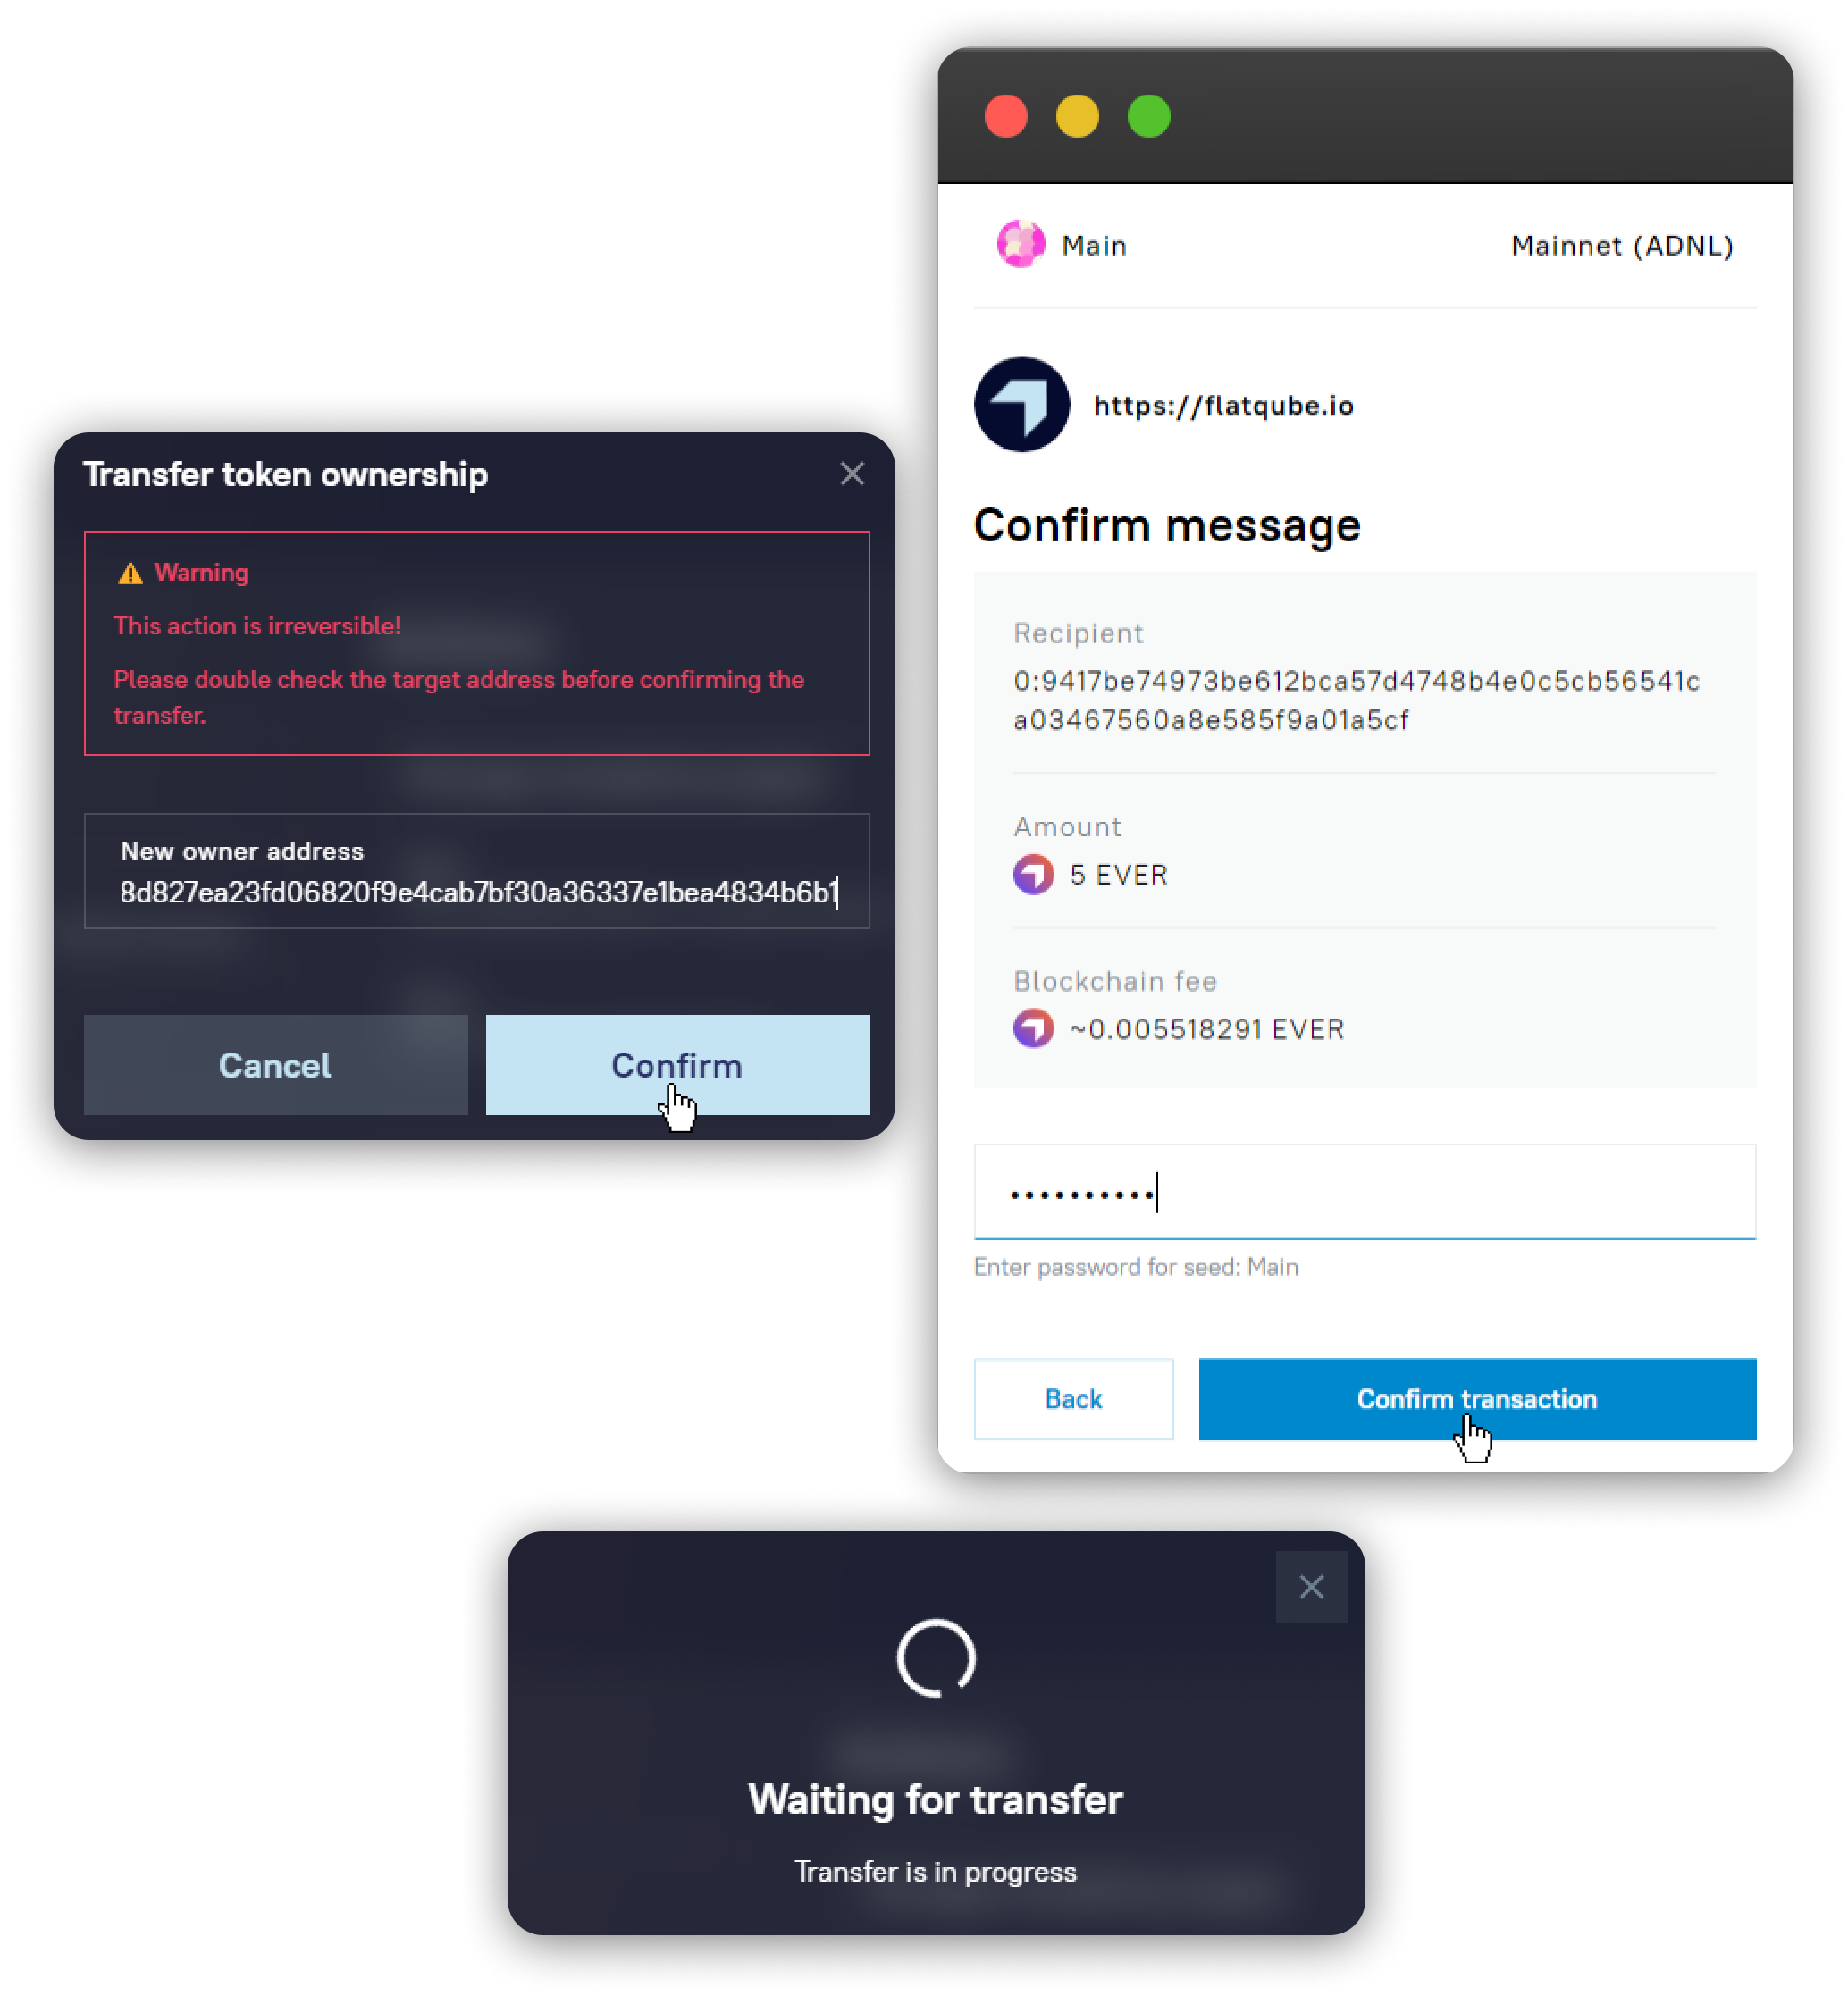 Transfer token ownership
Warning
This action is irreversible!
Please double check the target address before confirming the
transfer.
New owner address
8d827ea23fd06820f9e4cab7bf30a36337e1bea4834b6b1
Cancel
Confirm
Main
Mainnet (ADNL)
https://flatqube.io
Confirm message
Recipient
0:9417be74973be612bca57d4748b4e0c5cb56541c
a03467560a8e585f9a01a5cf
Amount
5 EVER
Blockchain fee
~0.005518291 EVER
••••••••••
Enter password for seed: Main
Back
Confirm transaction
Waiting for transfer
Transfer is in progress